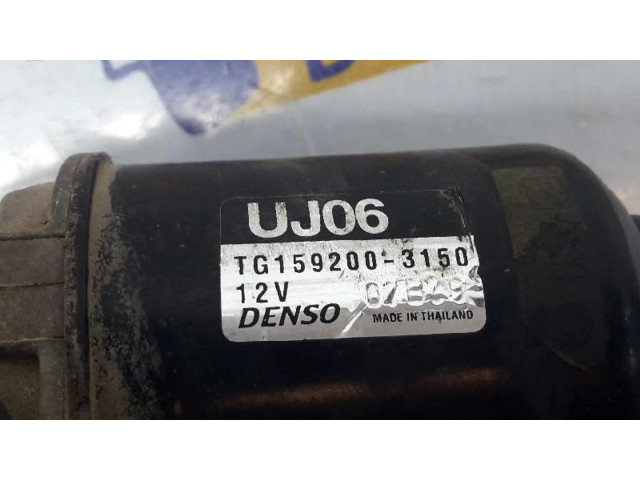 UJ06
TG159200-3150
12V
DENSO MADE IN THAILAND